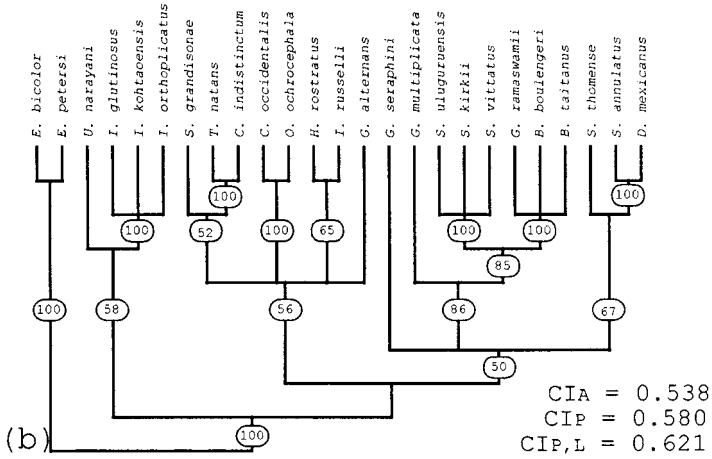 E. bicolor
E. petersi
U. narayani
I. glutinosus
I. kohtaoensis
I. orthoplicatus
S. grandisonae
T. natans
C. indistinctum
C. occidentalis
O. ochrocephala
H. rostratus
I. russelli
G. alternans
G. seraphini
G. multiplicata
S. uluguruensis
S. kirkii
S. vittatus
G. ramaswamii
B. boulengeri
B. taitanus
S. thomense
S. annulatus
D. mexicanus
100
100
52
100
100
65
100
100
85
100
58
56
86
67
50
100
CIA = 0.538
CIP = 0.580
CIP,L = 0.621
(b)